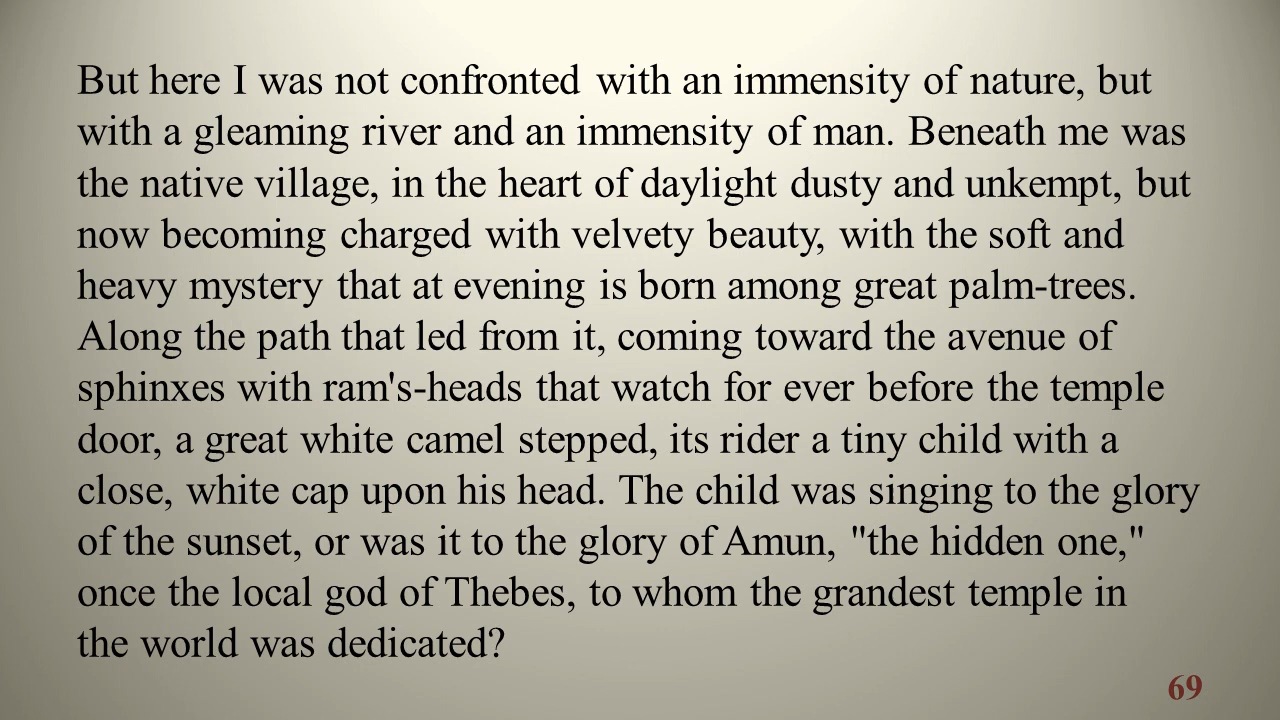 But here I was not confronted with an immensity of nature, but
with a gleaming river and an immensity of man. Beneath me was
the native village, in the heart of daylight dusty and unkempt, but
now becoming charged with velvety beauty, with the soft and
heavy mystery that at evening is born among great palm-trees.
Along the path that led from it, coming toward the avenue of
sphinxes with ram's-heads that watch for ever before the temple
door, a great white camel stepped, its rider a tiny child with a
close, white cap upon his head. The child was singing to the glory
of the sunset, or was it to the glory of Amun, "the hidden one,"
once the local god of Thebes, to whom the grandest temple in
the world was dedicated?
69